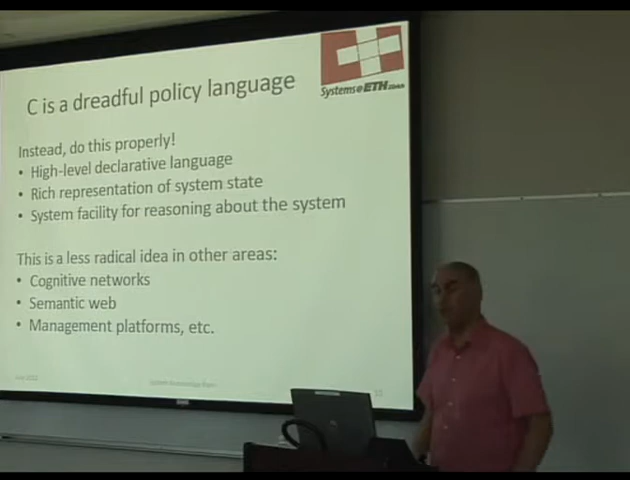 C is a dreadful policy language
Systems@ETH
Instead, do this properly!
• High-level declarative language
• Rich representation of system state
• System facility for reasoning about the system
This is a less radical idea in other areas:
• Cognitive networks
• Semantic web
• Management platforms, etc.